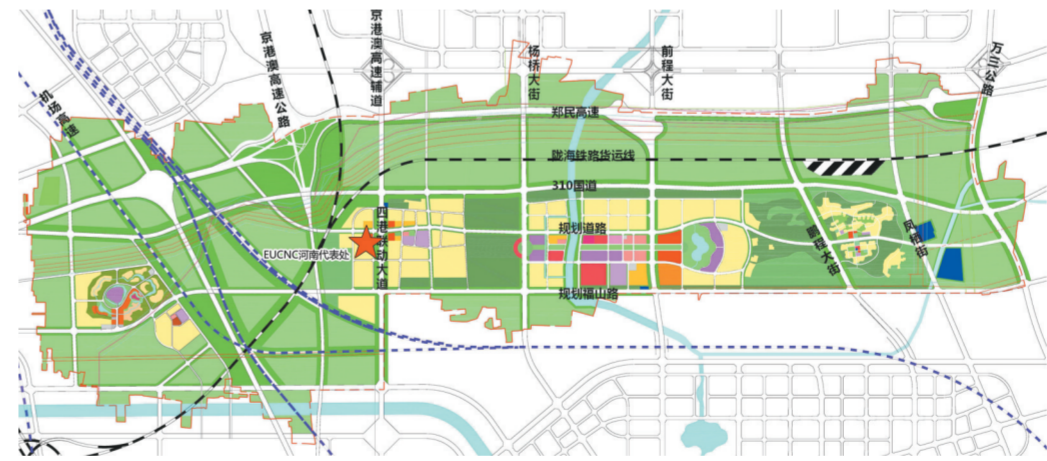 京港澳高速辅道
京港澳高速公路
杨桥大街
前程大街
万三公路
机场高速
郑民高速
陇海铁路货运线
310国道
四港联动大道
规划道路
EUCNC河南代表处
鹏程大街
凤栖街
规划福山路